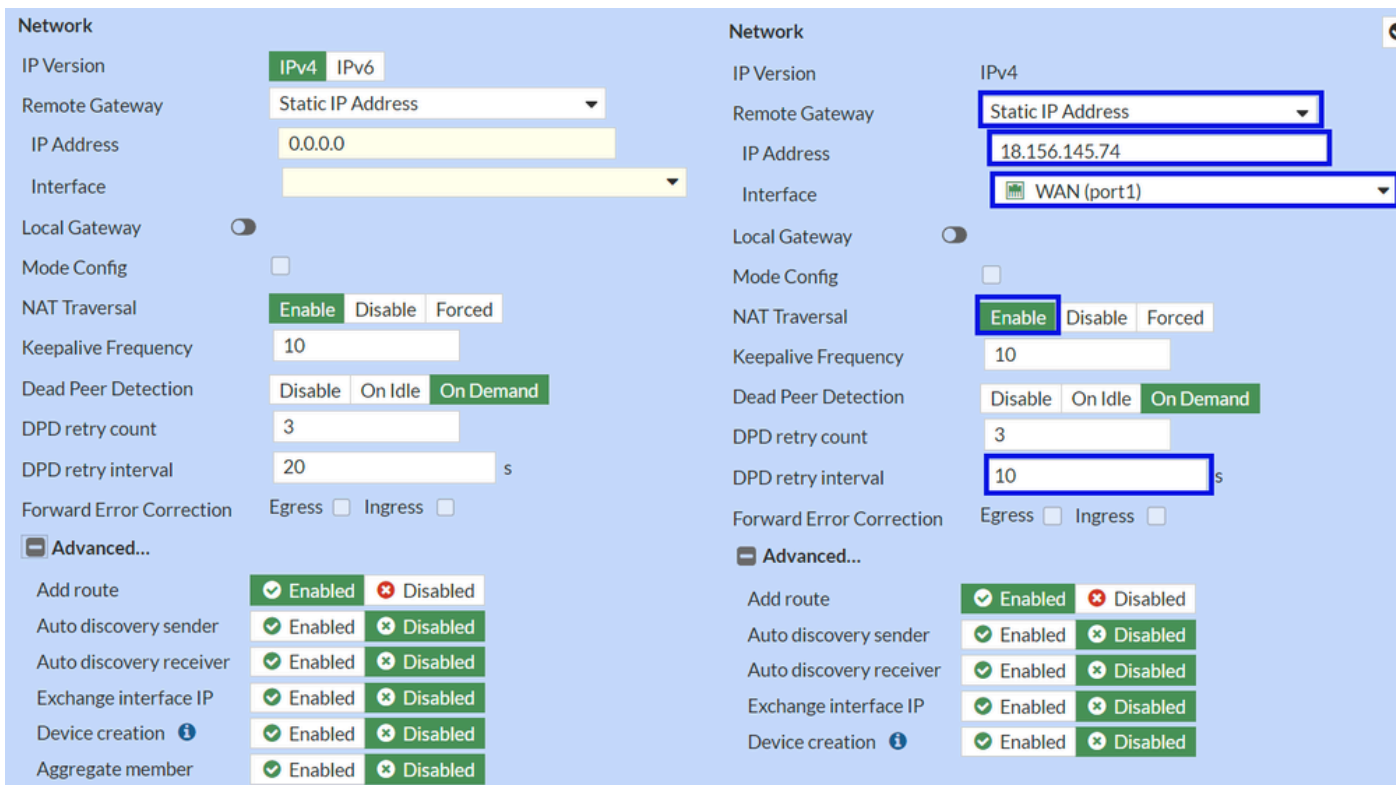 Network
IP Version IPv4 IPv6
Remote Gateway Static IP Address
IP Address 0.0.0.0
Interface
Local Gateway
Mode Config
NAT Traversal Enable Disable Forced
Keepalive Frequency 10
Dead Peer Detection Disable On Idle On Demand
DPD retry count 3
DPD retry interval 20 s
Forward Error Correction Egress Ingress
Advanced...
Add route Enabled Disabled
Auto discovery sender Enabled Disabled
Auto discovery receiver Enabled Disabled
Exchange interface IP Enabled Disabled
Device creation Enabled Disabled
Aggregate member Enabled Disabled
Network
IP Version IPv4
Remote Gateway Static IP Address
IP Address 18.156.145.74
Interface WAN (port1)
Local Gateway
Mode Config
NAT Traversal Enable Disable Forced
Keepalive Frequency 10
Dead Peer Detection Disable On Idle On Demand
DPD retry count 3
DPD retry interval 10 s
Forward Error Correction Egress Ingress
Advanced...
Add route Enabled Disabled
Auto discovery sender Enabled Disabled
Auto discovery receiver Enabled Disabled
Exchange interface IP Enabled Disabled
Device creation Enabled Disabled